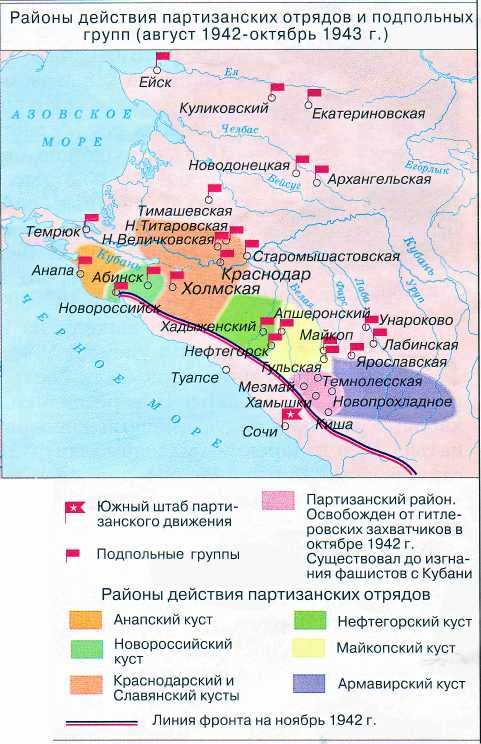 Районы действия партизанских отрядов и подпольных
групп (август 1942-октябрь 1943 г.)
Ейск
Ея
Куликовский
Екатериновская
АЗОВСКОЕ
МОРЕ
Челбас
Егорлык
Новодонецкая
Бейсуг
Архангельская
Тимашевская
Темрюк
Н.Титаровская
Н.Величковская
Кубань
Старомышастовская
Кубань
Анапа
Абинск
Краснодар
Холмская
Белая
Фарс
Лаба
Уруп
Новороссийск
Апшеронский
Унароково
Хадыженский
Майкоп
Лабинская
Нефтегорск
Ярославская
Тульская
Туапсе
Темнолесская
Мезмай
Новопрохладное
Хамышки
Киша
Сочи
ЧЕРНОЕ МОРЕ
Южный штаб парти-
занского движения
Подпольные группы
Партизанский район.
Освобожден от гитле-
ровских захватчиков в
октябре 1942 г.
Существовал до изгна-
ния фашистов с Кубани
Районы действия партизанских отрядов
Анапский куст
Нефтегорский куст
Новороссийский
куст
Майкопский куст
Краснодарский и
Славянский кусты
Армавирский куст
Линия фронта на ноябрь 1942 г.